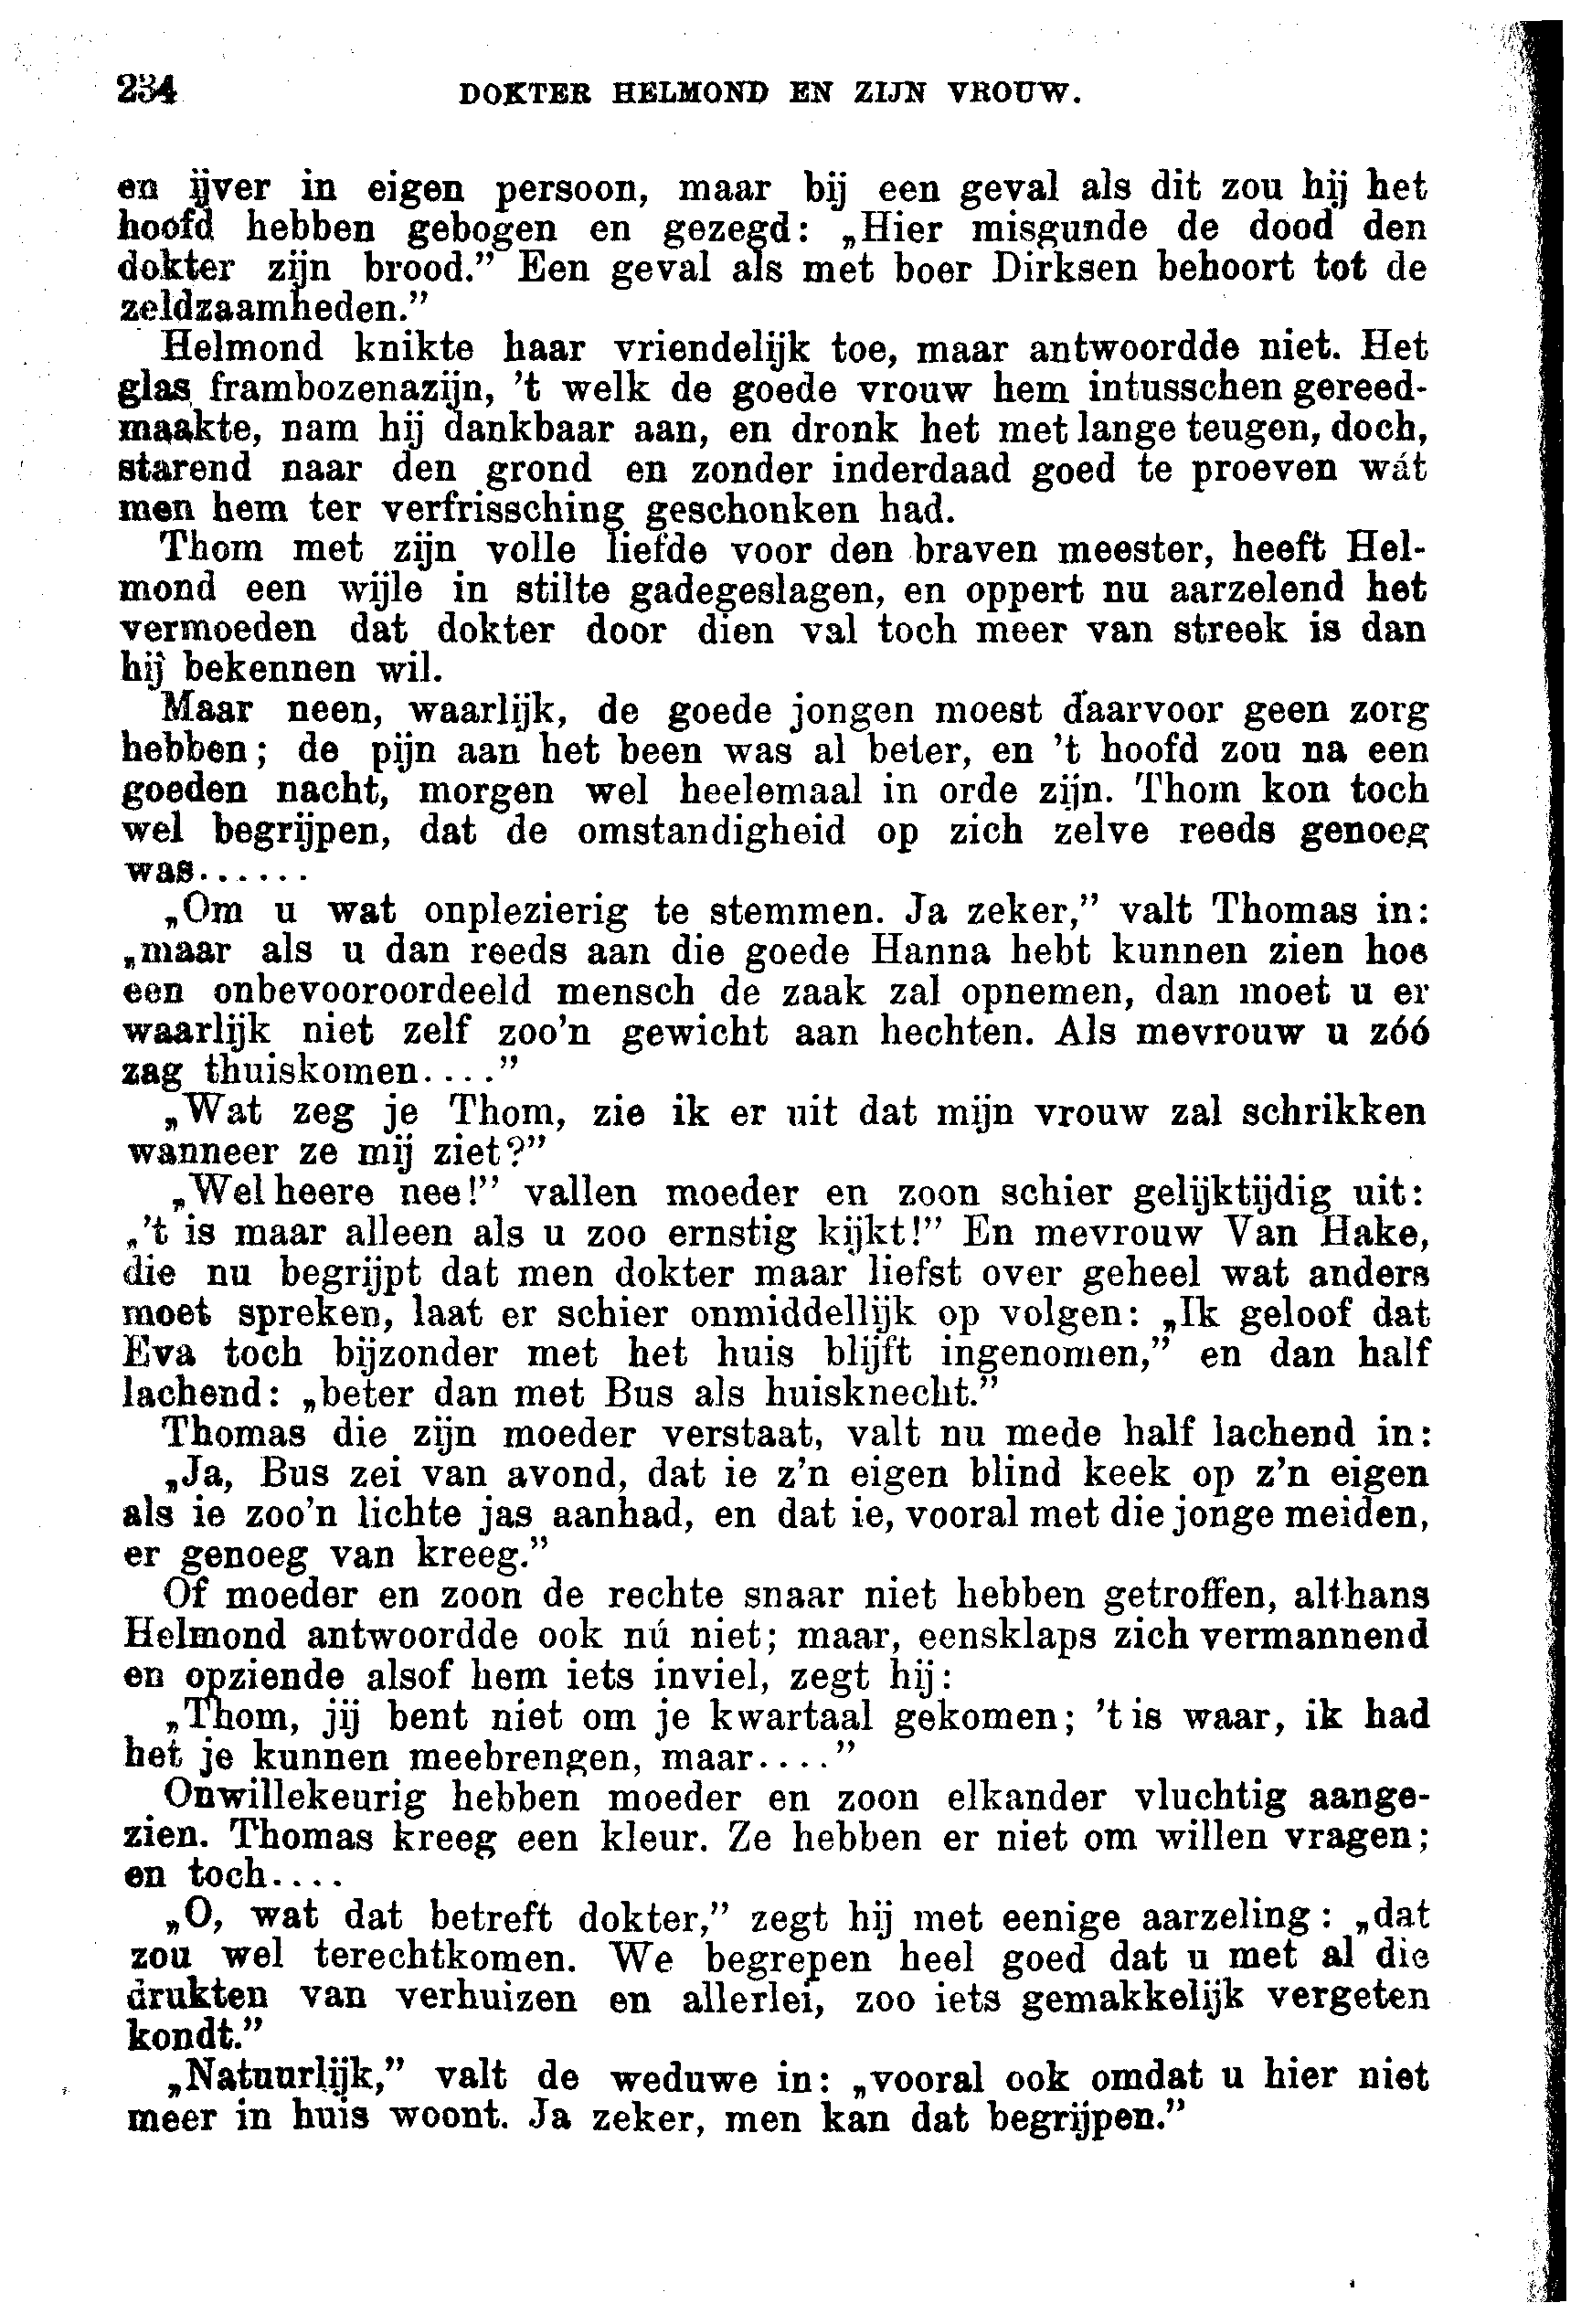 234 DOKTER HELMOND EN ZIJN VROUW.
en ijver in eigen persoon, maar bij een geval als dit zou hij het
hoofd hebben gebogen en gezegd: „Hier misgunde de dood den
dokter zijn brood.” Een geval als met boer Dirksen behoort tot de
zeldzaamheden.”
Helmond knikte haar vriendelijk toe, maar antwoordde niet. Het
glas frambozenazijn, ’t welk de goede vrouw hem intusschen gereed-
maakte, nam hij dankbaar aan, en dronk het met lange teugen, doch,
starend naar den grond en zonder inderdaad goed te proeven wát
men hem ter verfrissching geschonken had.
Thom met zijn volle liefde voor den braven meester, heeft Hel-
mond een wijle in stilte gadegeslagen, en oppert nu aarzelend het
vermoeden dat dokter door dien val toch meer van streek is dan
hij bekennen wil.
Maar neen, waarlijk, de goede jongen moest daarvoor geen zorg
hebben; de pijn aan het been was al beter, en ’t hoofd zou na een
goeden nacht, morgen wel heelemaal in orde zijn. Thom kon toch
wel begrijpen, dat de omstandigheid op zich zelve reeds genoeg
was......
„Om u wat onplezierig te stemmen. Ja zeker,” valt Thomas in:
„maar als u dan reeds aan die goede Hanna hebt kunnen zien hoe
een onbevooroordeeld mensch de zaak zal opnemen, dan moet u er
waarlijk niet zelf zoo’n gewicht aan hechten. Als mevrouw u zóó
zag thuiskomen....”
„Wat zeg je Thom, zie ik er uit dat mijn vrouw zal schrikken
wanneer ze mij ziet?”
„Wel heere nee!” vallen moeder en zoon schier gelijktijdig uit:
„’t is maar alleen als u zoo ernstig kijkt!” En mevrouw Van Hake,
die nu begrijpt dat men dokter maar liefst over geheel wat anders
moet spreken, laat er schier onmiddellijk op volgen: „Ik geloof dat
Eva toch bijzonder met het huis blijft ingenomen,” en dan half
lachend: „beter dan met Bus als huisknecht.”
Thomas die zijn moeder verstaat, valt nu mede half lachend in:
„Ja, Bus zei van avond, dat ie z’n eigen blind keek op z’n eigen
als ie zoo’n lichte jas aanhad, en dat ie, vooral met die jonge meiden,
er genoeg van kreeg.”
Of moeder en zoon de rechte snaar niet hebben getroffen, althans
Helmond antwoordde ook nú niet; maar, eensklaps zich vermannend
en opziende alsof hem iets inviel, zegt hij:
„Thom, jij bent niet om je kwartaal gekomen; ’t is waar, ik had
het je kunnen meebrengen, maar....”
Onwillekeurig hebben moeder en zoon elkander vluchtig aange-
zien. Thomas kreeg een kleur. Ze hebben er niet om willen vragen;
en toch....
„O, wat dat betreft dokter,” zegt hij met eenige aarzeling: „dat
zou wel terechtkomen. We begrepen heel goed dat u met al die
drukten van verhuizen en allerlei, zoo iets gemakkelijk vergeten
kondt.”
„Natuurlijk,” valt de weduwe in: „vooral ook omdat u hier niet
meer in huis woont. Ja zeker, men kan dat begrijpen.”